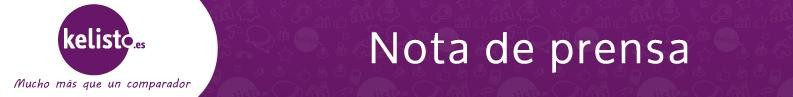 kelisto.es
Mucho más que un comparador
Nota de prensa